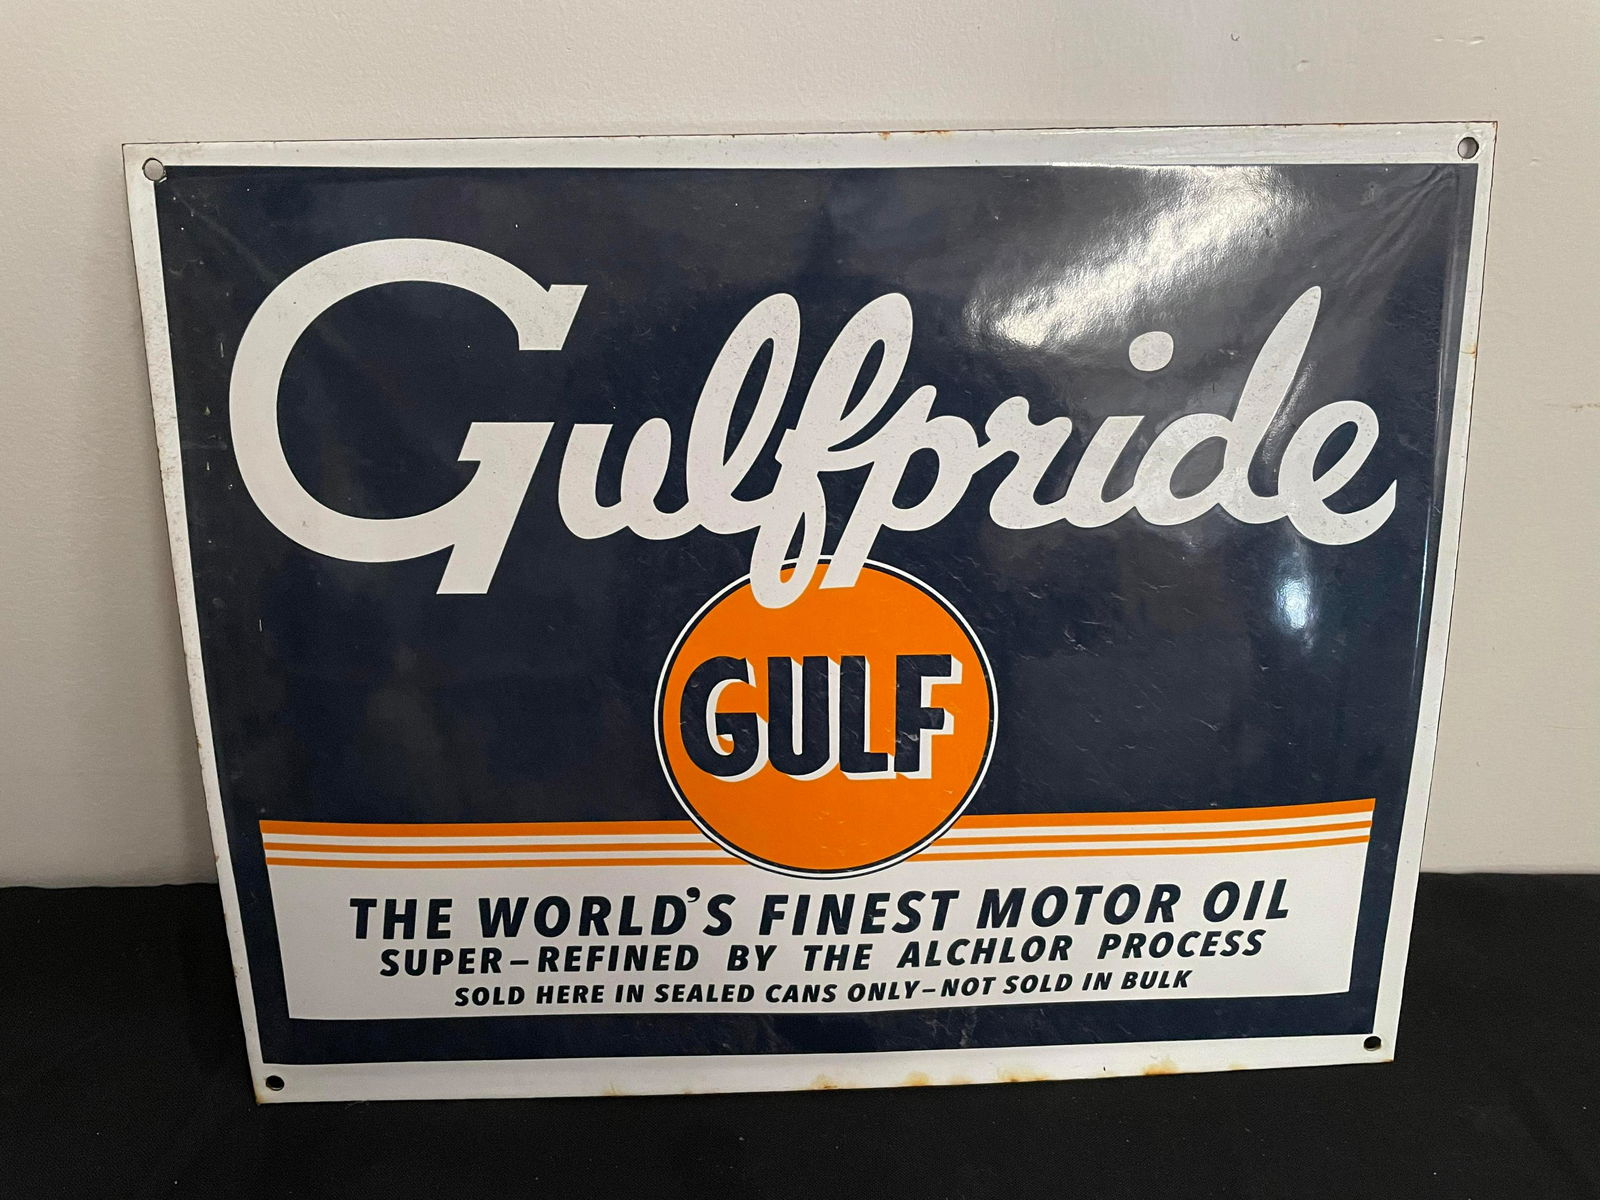 Gulfpride
GULF
THE WORLD'S FINEST MOTOR OIL
SUPER-REFINED BY THE ALCHLOR PROCESS
SOLD HERE IN SEALED CANS ONLY-NOT SOLD IN BULK